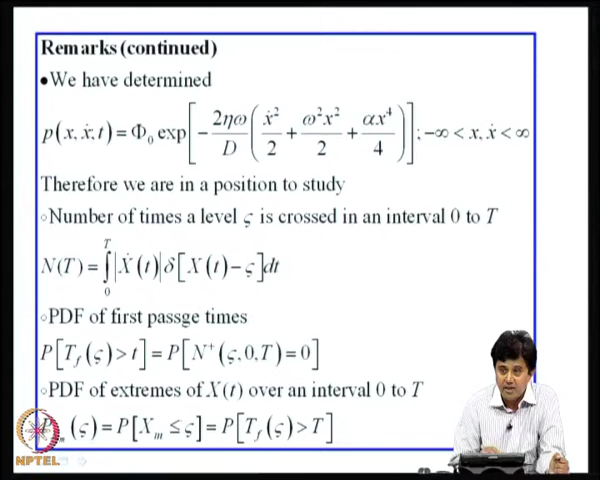 Remarks (continued)
●We have determined
p(x, ẋ; t) = Φ₀ exp[−2ηω/D (ẋ²/2 + ω²x²/2 + αx⁴/4)]; −∞ < x, ẋ < ∞
Therefore we are in a position to study
○Number of times a level ς is crossed in an interval 0 to T
N(T) = ∫₀ᵀ |Ẋ(t)| δ[X(t) − ς] dt
○PDF of first passge times
P[T_f(ς) > t] = P[N⁺(ς, 0, T) = 0]
○PDF of extremes of X(t) over an interval 0 to T
(ς) = P[X_m ≤ ς] = P[T_f(ς) > T]
NPTEL